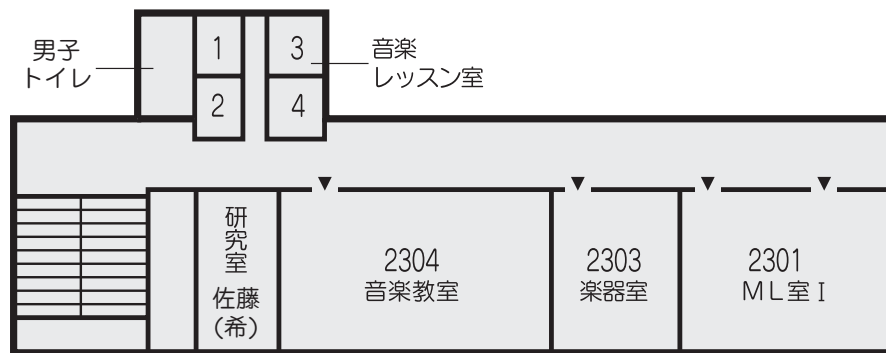 男子
トイレ
1
2
3
4
音楽
レッスン室
研究室
佐藤
(希)
2304
音楽教室
2303
楽器室
2301
ML室Ⅰ